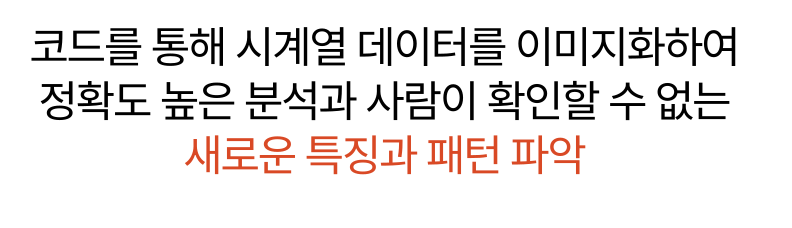 코드를 통해 시계열 데이터를 이미지화하여
정확도 높은 분석과 사람이 확인할 수 없는
새로운 특징과 패턴 파악